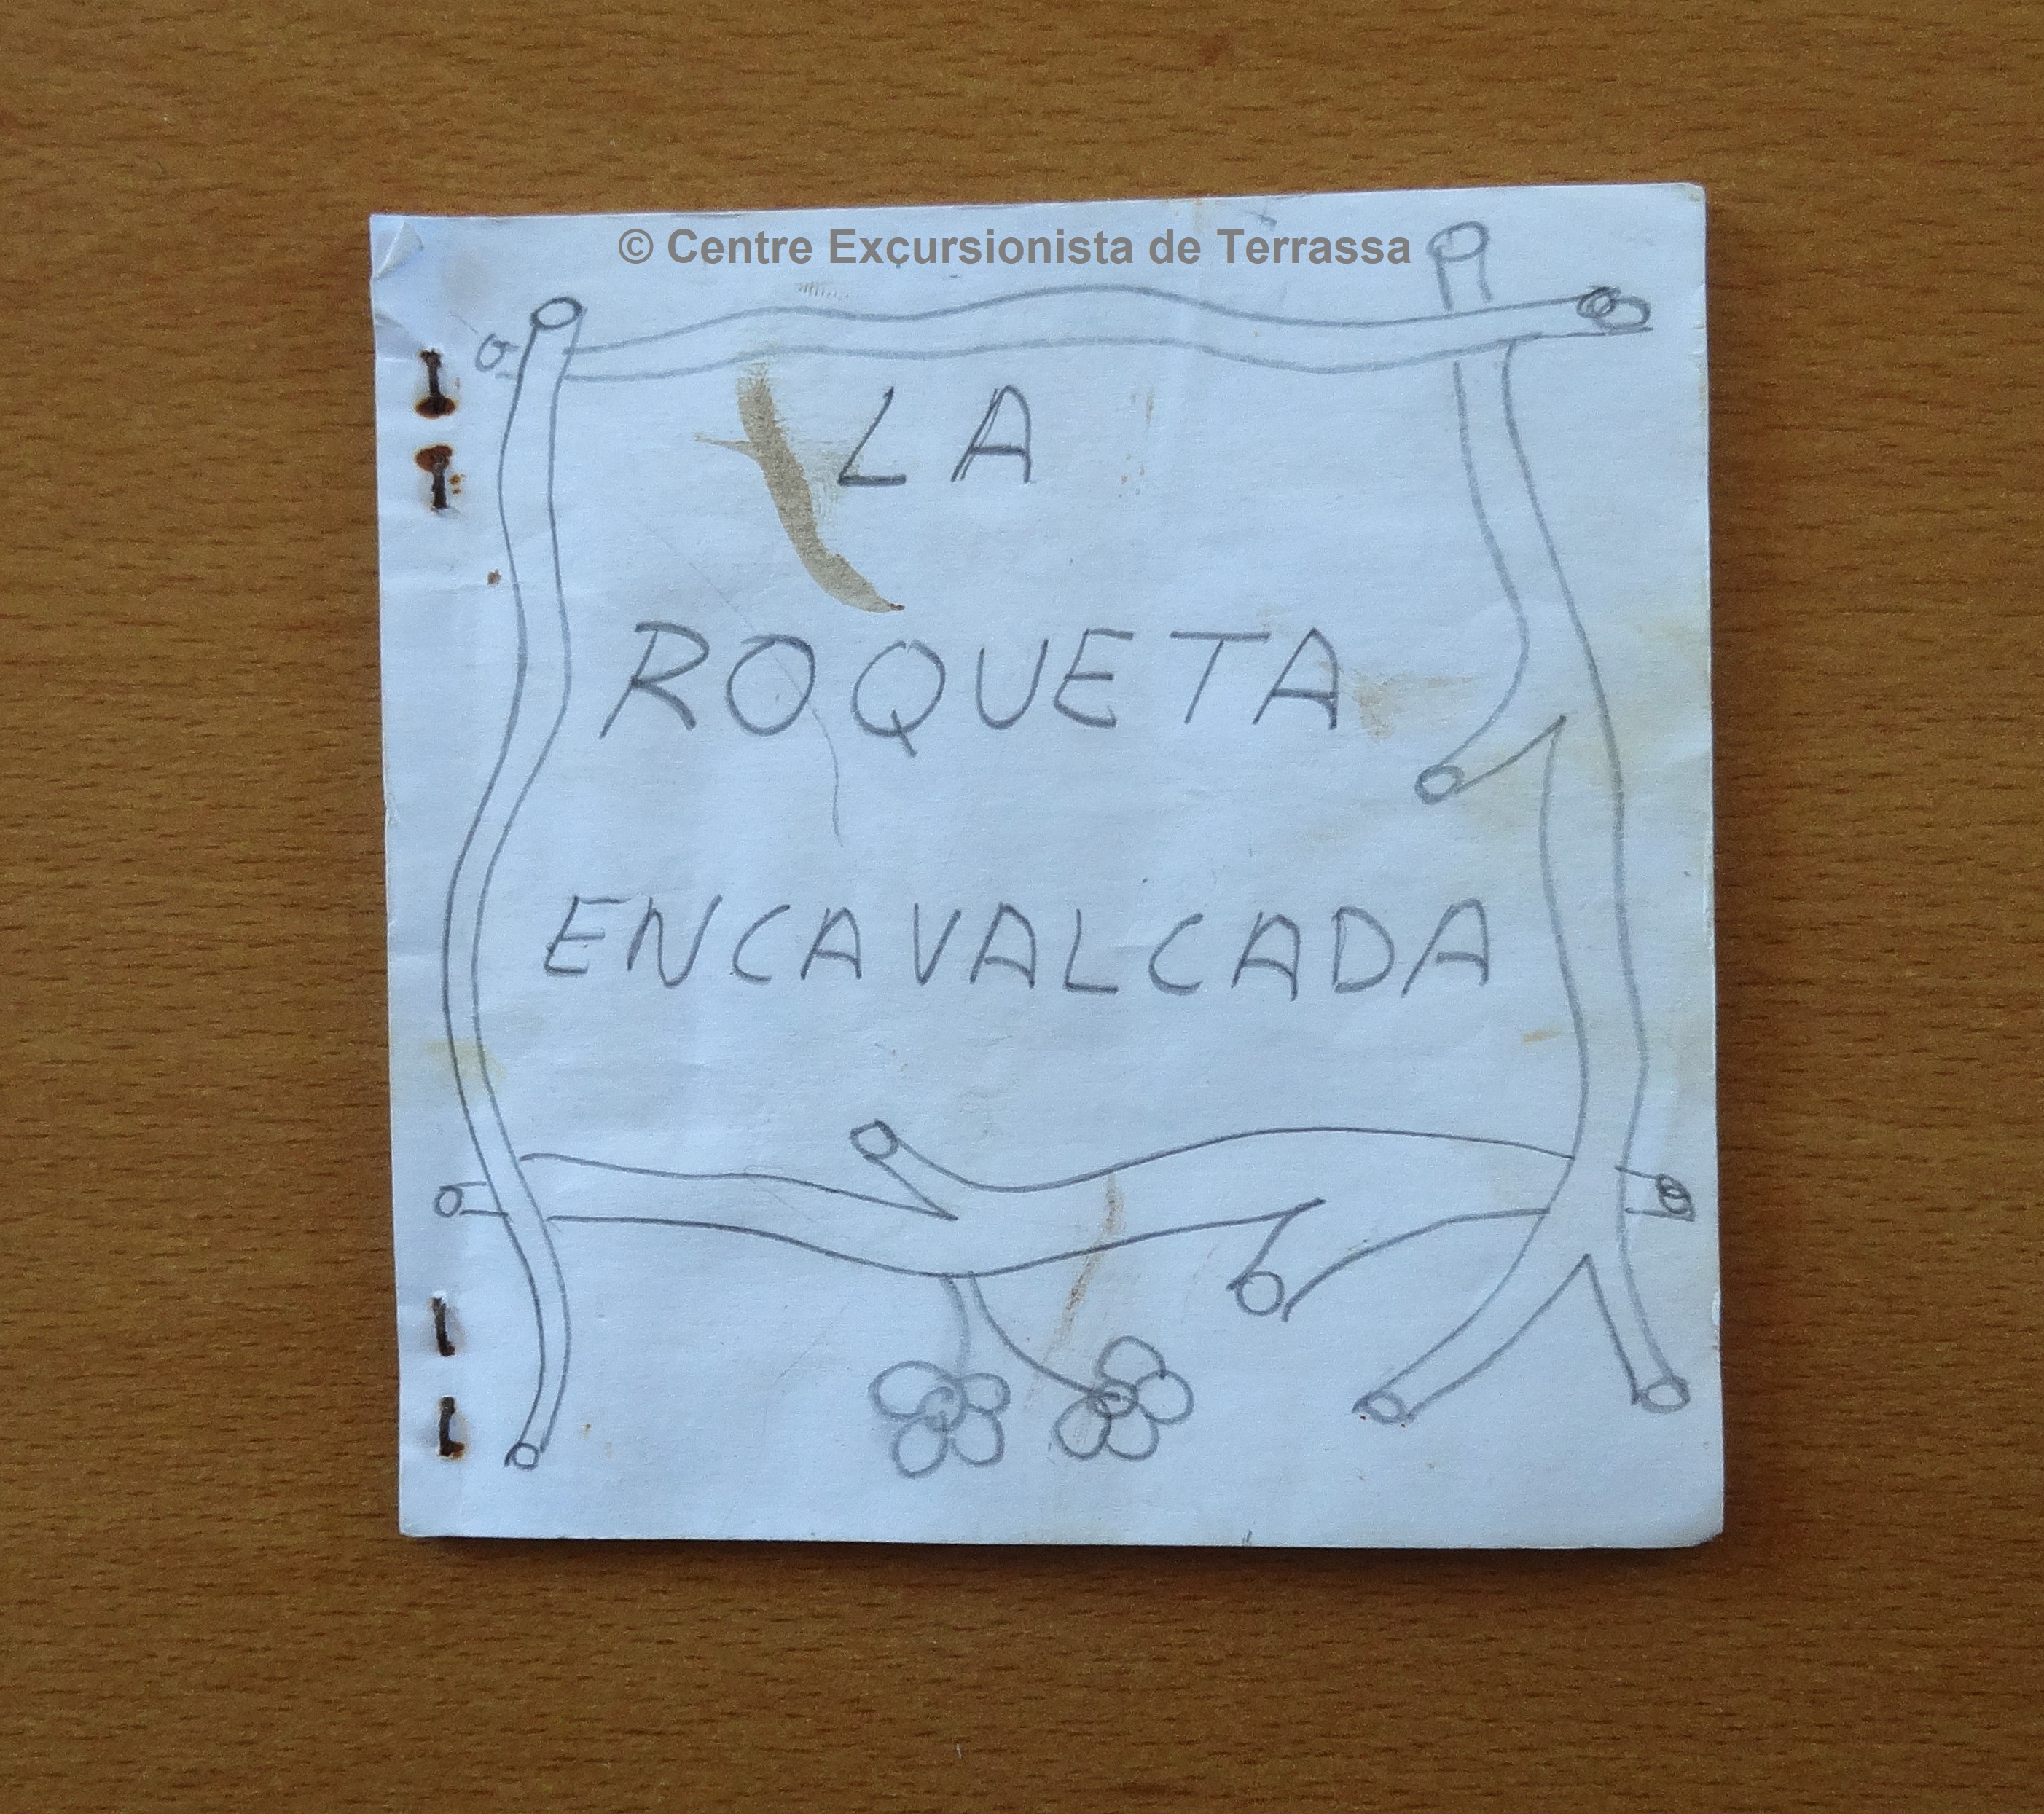 © Centre Excursionista de Terrassa
LA
ROQUETA
ENCAVALCADA